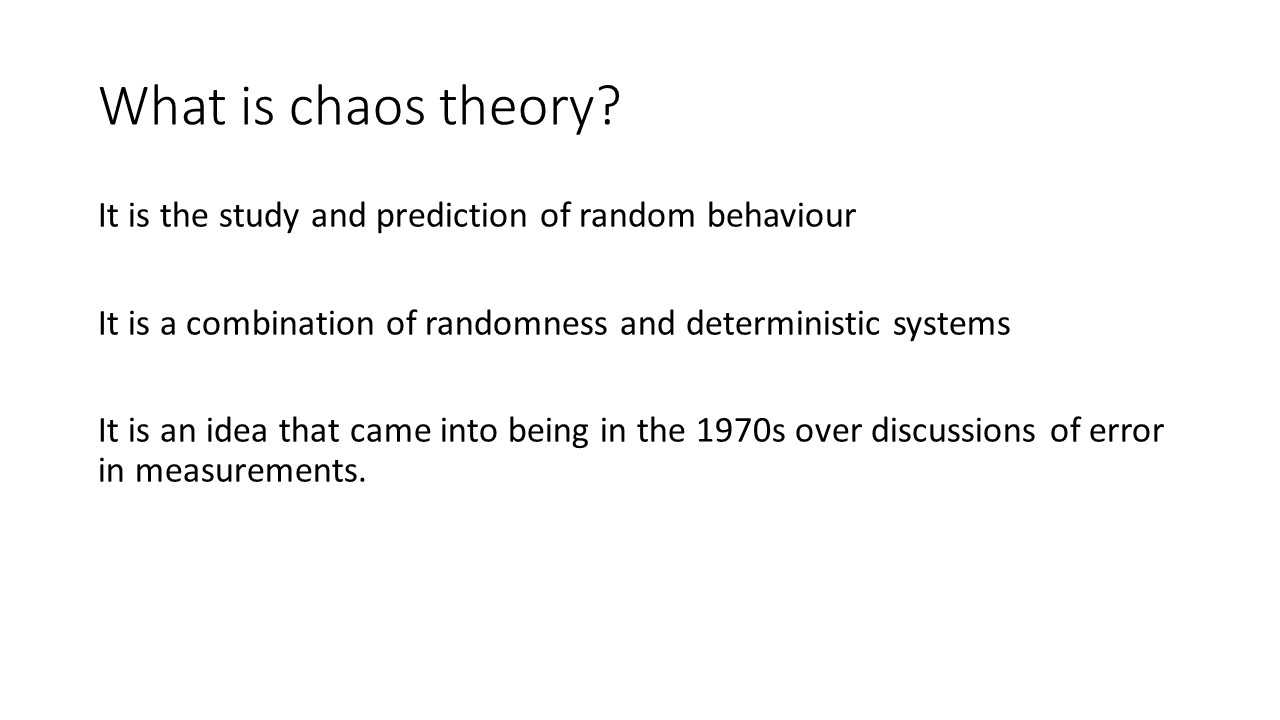 What is chaos theory?
It is the study and prediction of random behaviour
It is a combination of randomness and deterministic systems
It is an idea that came into being in the 1970s over discussions of error
in measurements.